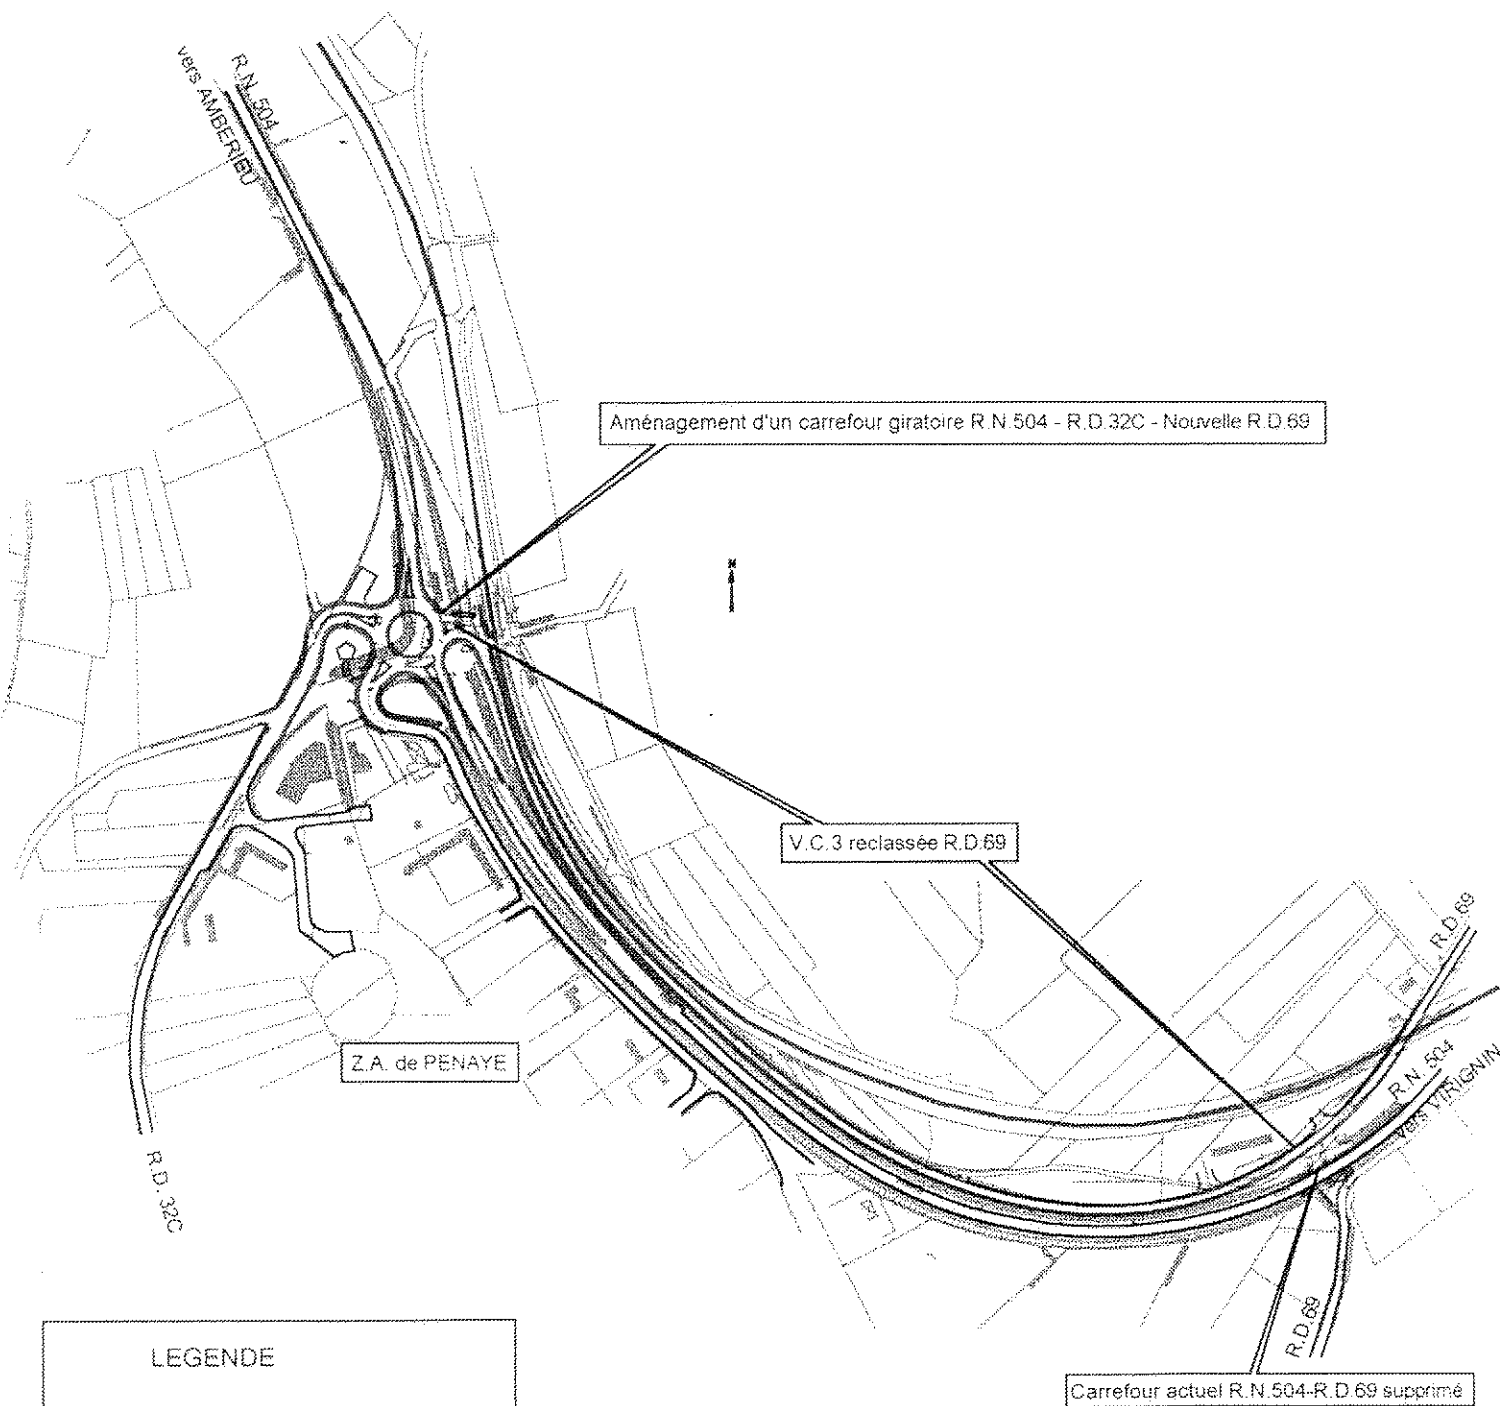 R.N. 504
vers AMBERIEU
Aménagement d'un carrefour giratoire R.N.504 - R.D.32C - Nouvelle R.D.69
N
V.C.3 reclassée R.D.69
R.D.69
Z.A. de PENAYE
R.N. 504
vers VIRIGNIN
R.D. 32C
R.D.69
LEGENDE
Carrefour actuel R.N.504-R.D.69 supprimé